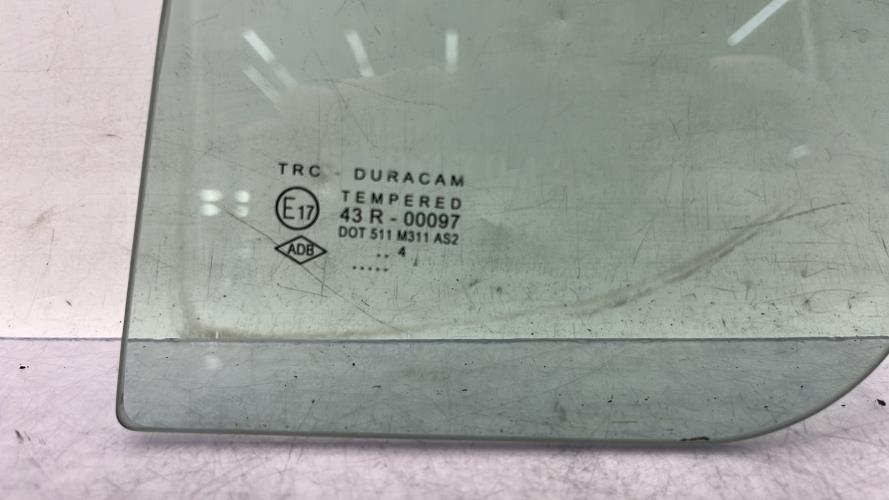 TRC - DURACAM
TEMPERED
E17
43 R - 00097
DOT 511 M311 AS2
ADB
.. 4
.....